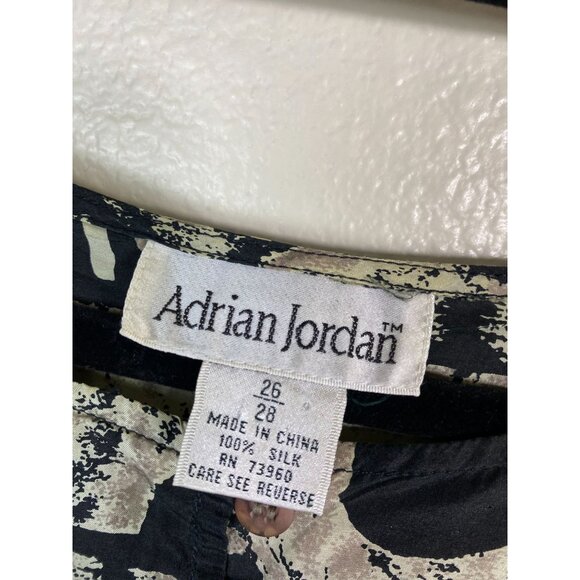 Adrian Jordan™
26
28
MADE IN CHINA
100% SILK
RN 73960
CARE SEE REVERSE